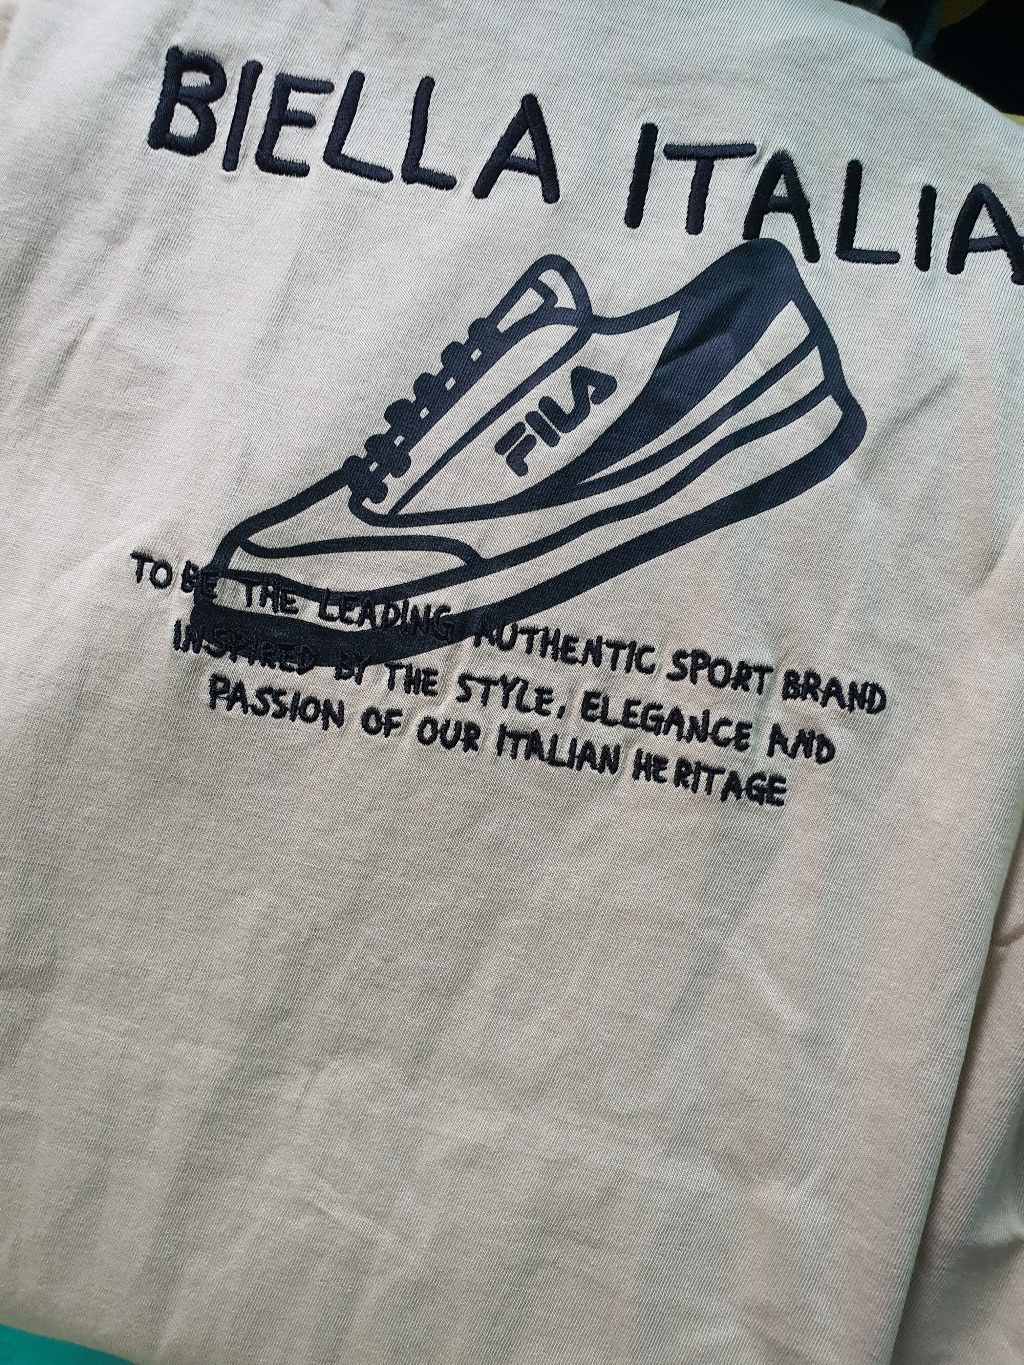 BIELLA ITALIA
FILA
TO BE THE LEADING AUTHENTIC SPORT BRAND
INSPIRED BY THE STYLE, ELEGANCE AND
PASSION OF OUR ITALIAN HERITAGE